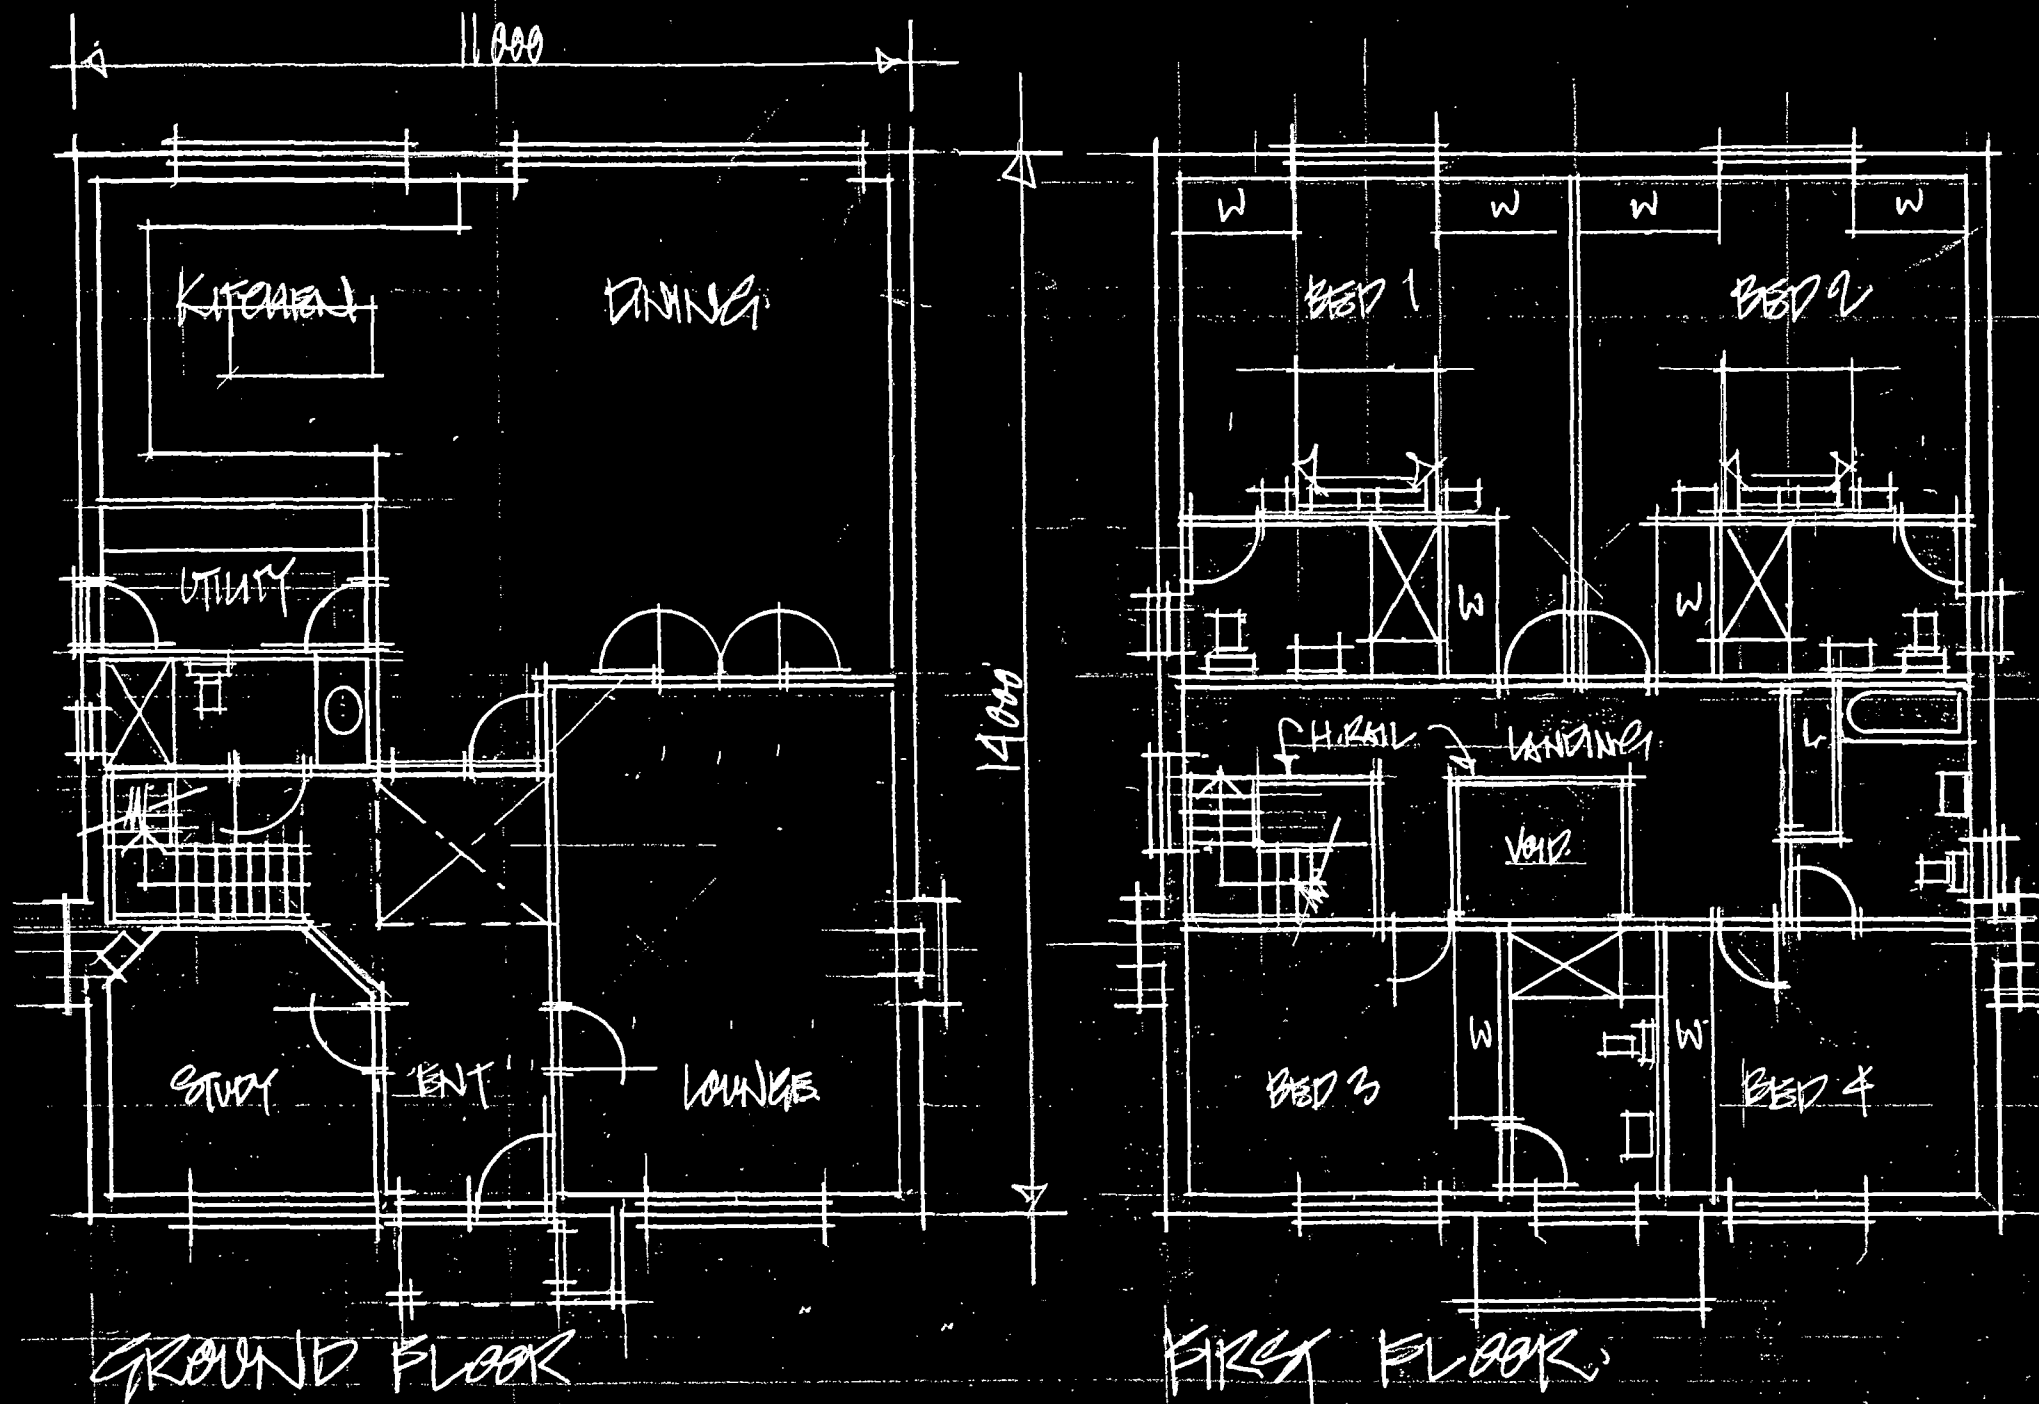 11000
KITCHEN
DINING
UTILITY
14000
STUDY
ENT
LOUNGE
GROUND FLOOR
W
W
W
W
BED 1
BED 2
W
W
H.RAIL
LANDING
L
VOID
W
W
BED 3
BED 4
FIRST FLOOR